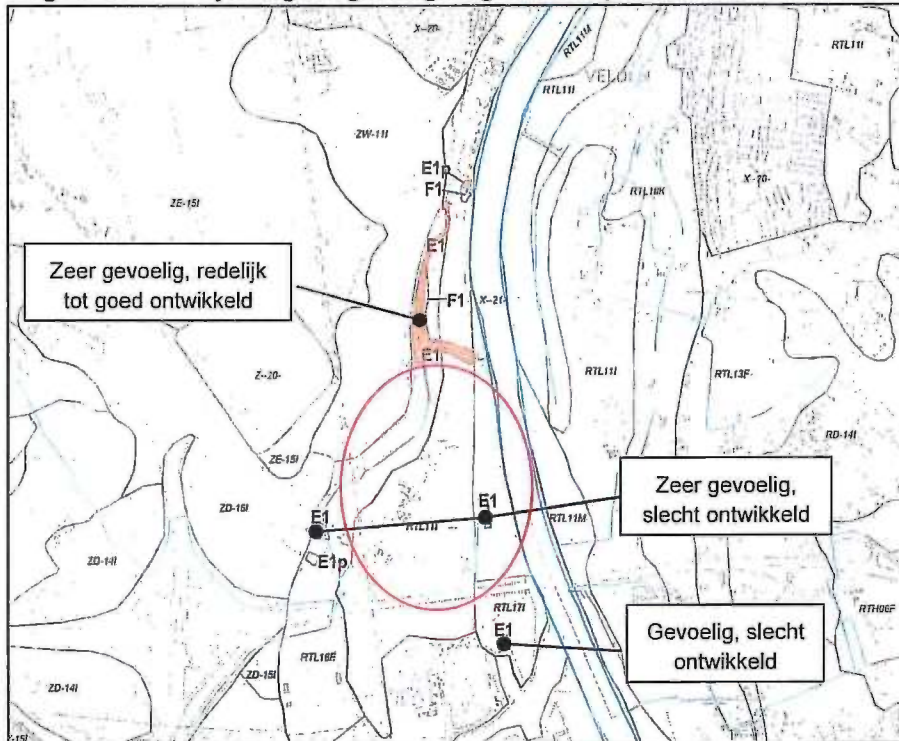 X-20-
RTL11M
RTL11I
RTL11I
VELD
ZW-11I
X-20-
E1p
F1
RTL10K
ZE-15I
E1
Zeer gevoelig, redelijk
tot goed ontwikkeld
F1
X-20-
E1
RTL11I
RTL13F
Z--20-
RD-14I
ZE-15I
Zeer gevoelig,
slecht ontwikkeld
ZD-15I
E1
E1
RTL11I
RTL11M
ZD-14I
E1p
RTL17I
RTH06F
E1
Gevoelig, slecht
ontwikkeld
RTL16E
ZD-15I
ZD-14I